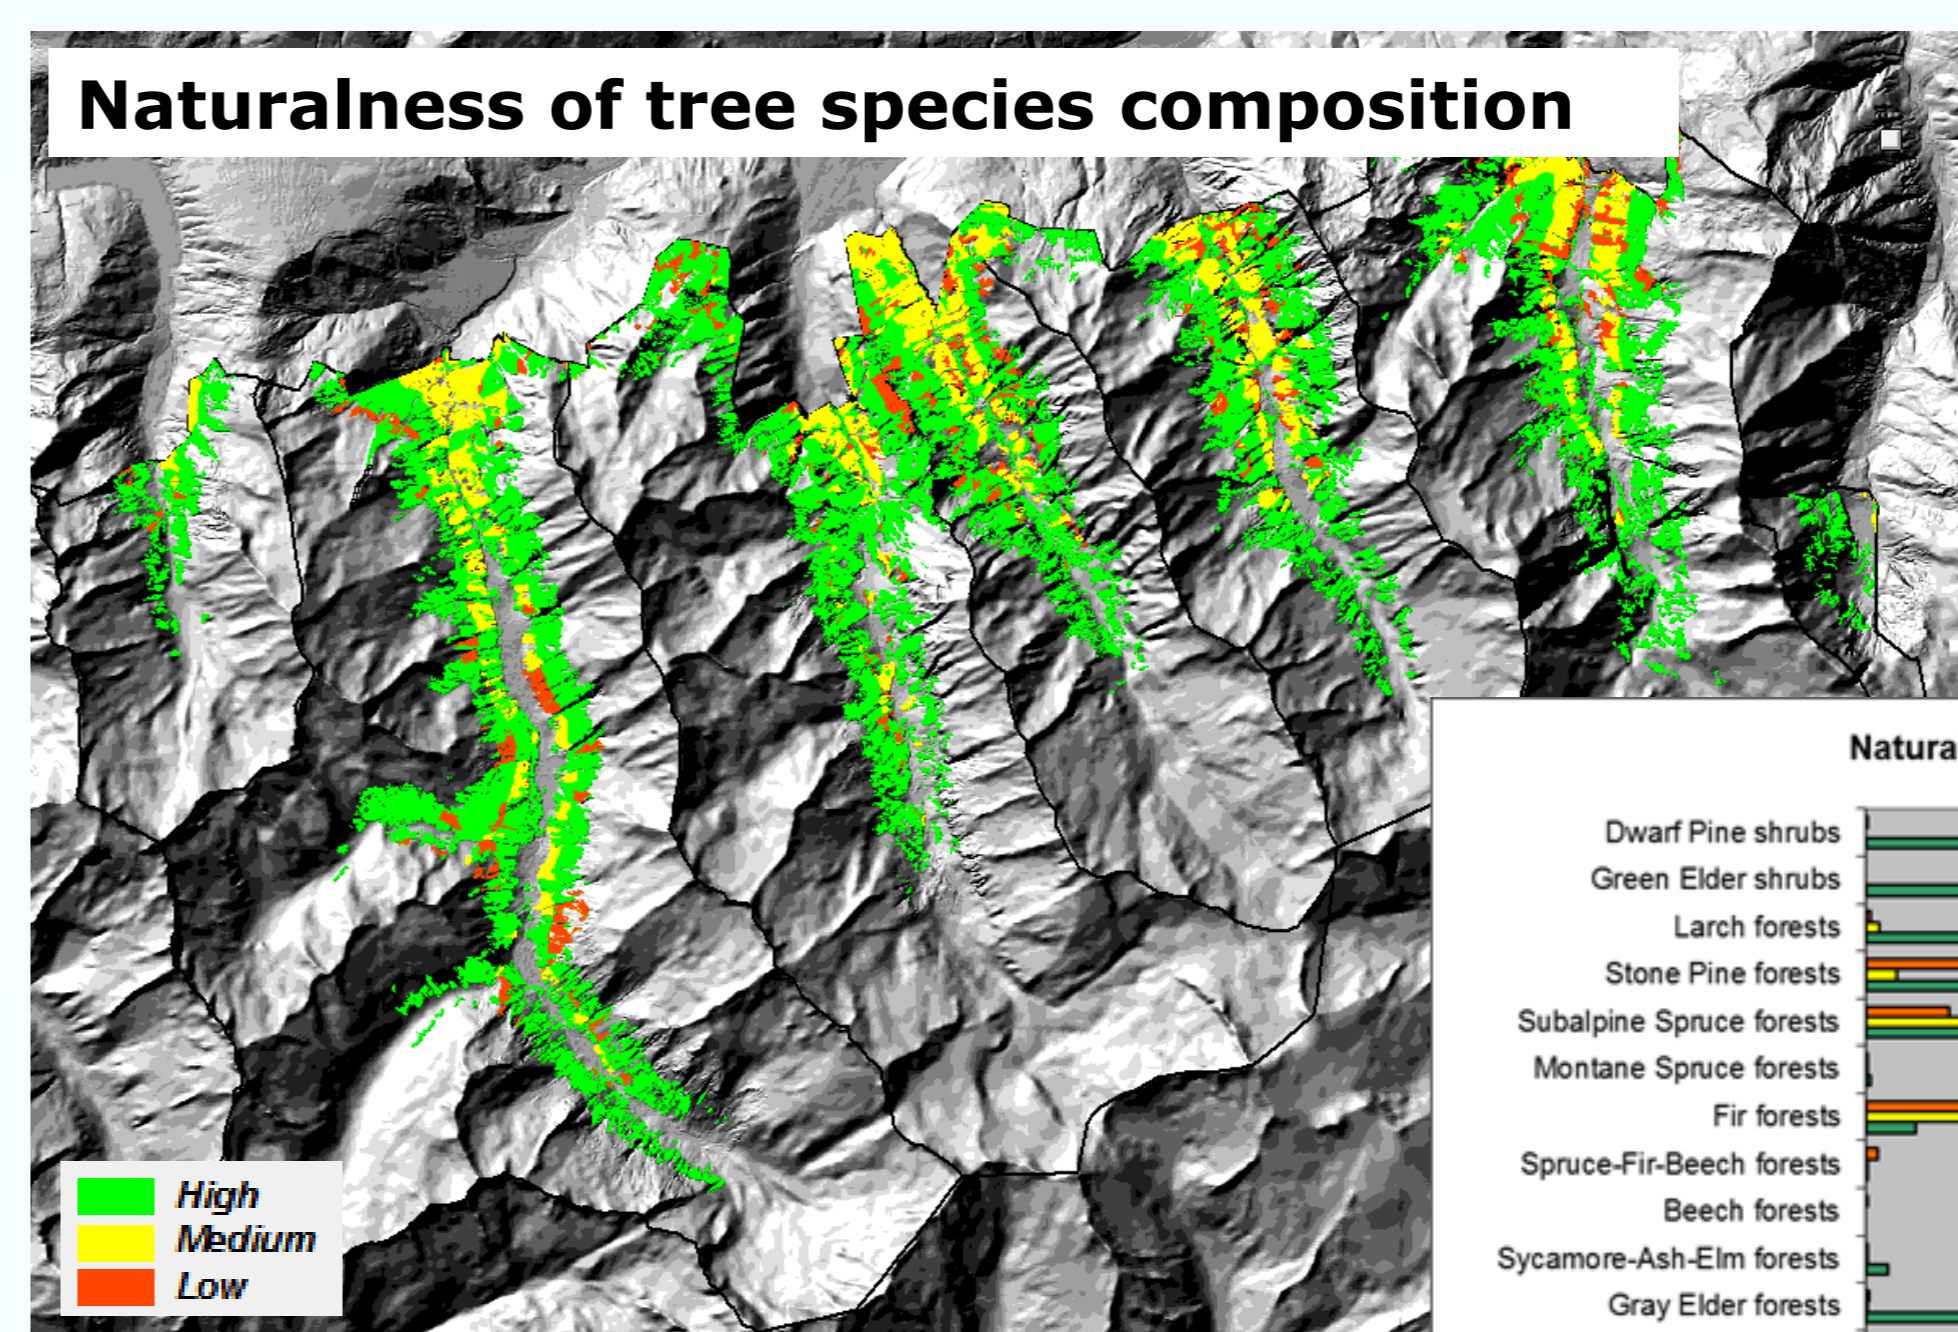 Naturalness of tree species composition
High
Medium
Low
Natura
Dwarf Pine shrubs
Green Elder shrubs
Larch forests
Stone Pine forests
Subalpine Spruce forests
Montane Spruce forests
Fir forests
Spruce-Fir-Beech forests
Beech forests
Sycamore-Ash-Elm forests
Gray Elder forests